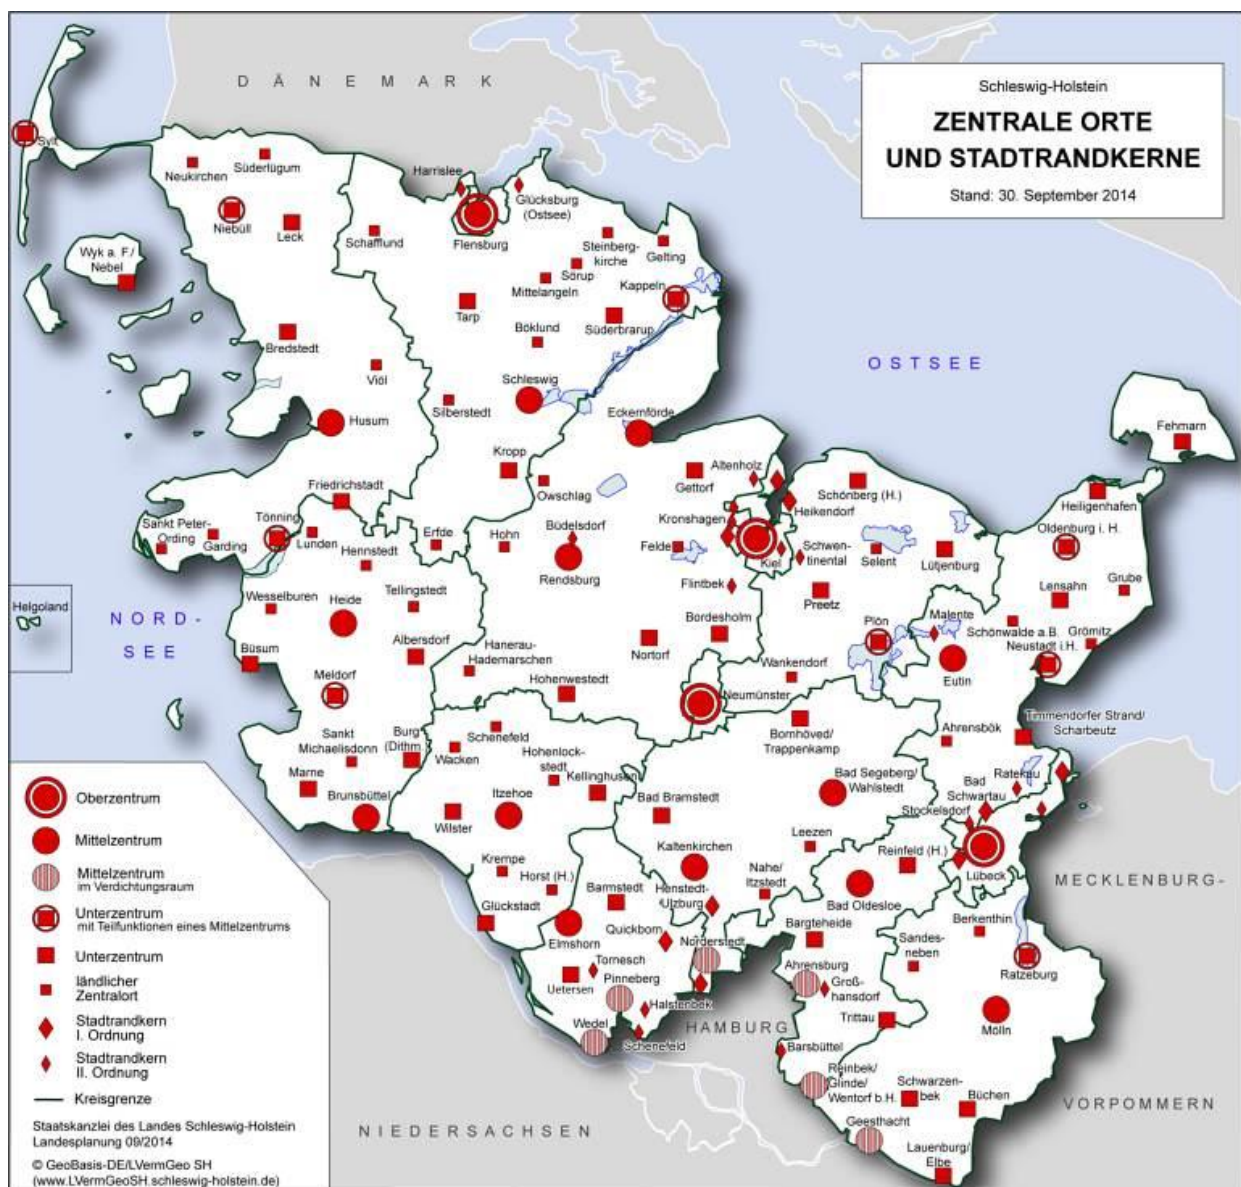 DÄNEMARK
Schleswig-Holstein
ZENTRALE ORTE
UND STADTRANDKERNE
Stand: 30. September 2014
Sylt
Neukirchen
Süderlügum
Harrislee
Glücksburg
(Ostsee)
Niebüll
Leck
Schafflund
Flensburg
Steinberg-
kirche
Gelting
Wyk a. F./
Nebel
Sörup
Mittelangeln
Kappeln
Tarp
Süderbrarup
Bredstedt
Böklund
OSTSEE
Viöl
Schleswig
Silberstedt
Husum
Eckernförde
Fehmarn
Kropp
Owschlag
Gettorf
Altenholz
Schönberg (H.)
Heiligenhafen
Friedrichstadt
Heikendorf
Sankt Peter-
Ording
Garding
Tönning
Lunden
Erfde
Hohn
Büdelsdorf
Kronshagen
Oldenburg i. H.
Hennstedt
Felde
Kiel
Schwen-
tinental
Selent
Lütjenburg
Rendsburg
Flintbek
Helgoland
NORD-
SEE
Wesselburen
Heide
Tellingstedt
Preetz
Lensahn
Grube
Bordesholm
Plön
Malente
Schönwalde a.B.
Grömitz
Büsum
Albersdorf
Hanerau-
Hademarschen
Nortorf
Neustadt i.H.
Eutin
Meldorf
Wankendorf
Hohenwestedt
Neumünster
Timmendorfer Strand/
Scharbeutz
Sankt
Michaelisdonn
Burg
(Dithm.
Schenefeld
Wacken
Hohenlock-
stedt
Bornhöved/
Trappenkamp
Ahrensbök
Marne
Brunsbüttel
Kellinghusen
Itzehoe
Bad Segeberg/
Wahlstedt
Ratekau
Bad
Schwartau
Stockelsdorf
Bad Bramstedt
Wilster
Leezen
Reinfeld (H.)
Lübeck
Kaltenkirchen
Krempe
Horst (H.)
Nahe/
Itzstedt
Bad Oldesloe
MECKLENBURG-
Barmstedt
Henstedt-
Ulzburg
Glückstadt
Elmshorn
Quickborn
Bargteheide
Berkenthin
Norderstedt
Sandes-
neben
Ratzeburg
Tornesch
Uetersen
Pinneberg
Ahrensburg
Groß-
hansdorf
Halstenbek
Trittau
Mölln
Wedel
HAMBURG
Schenefeld
Barsbüttel
Reinbek/
Glinde/
Wentorf b.H.
Schwarzen-
bek
Büchen
VORPOMMERN
Geesthacht
NIEDERSACHSEN
Lauenburg/
Elbe
Oberzentrum
Mittelzentrum
Mittelzentrum
im Verdichtungsraum
Unterzentrum
mit Teilfunktionen eines Mittelzentrums
Unterzentrum
ländlicher
Zentralort
Stadtrandkern
I. Ordnung
Stadtrandkern
II. Ordnung
Kreisgrenze
Staatskanzlei des Landes Schleswig-Holstein
Landesplanung 09/2014
© GeoBasis-DE/LVermGeo SH
(www.LVermGeoSH.schleswig-holstein.de)